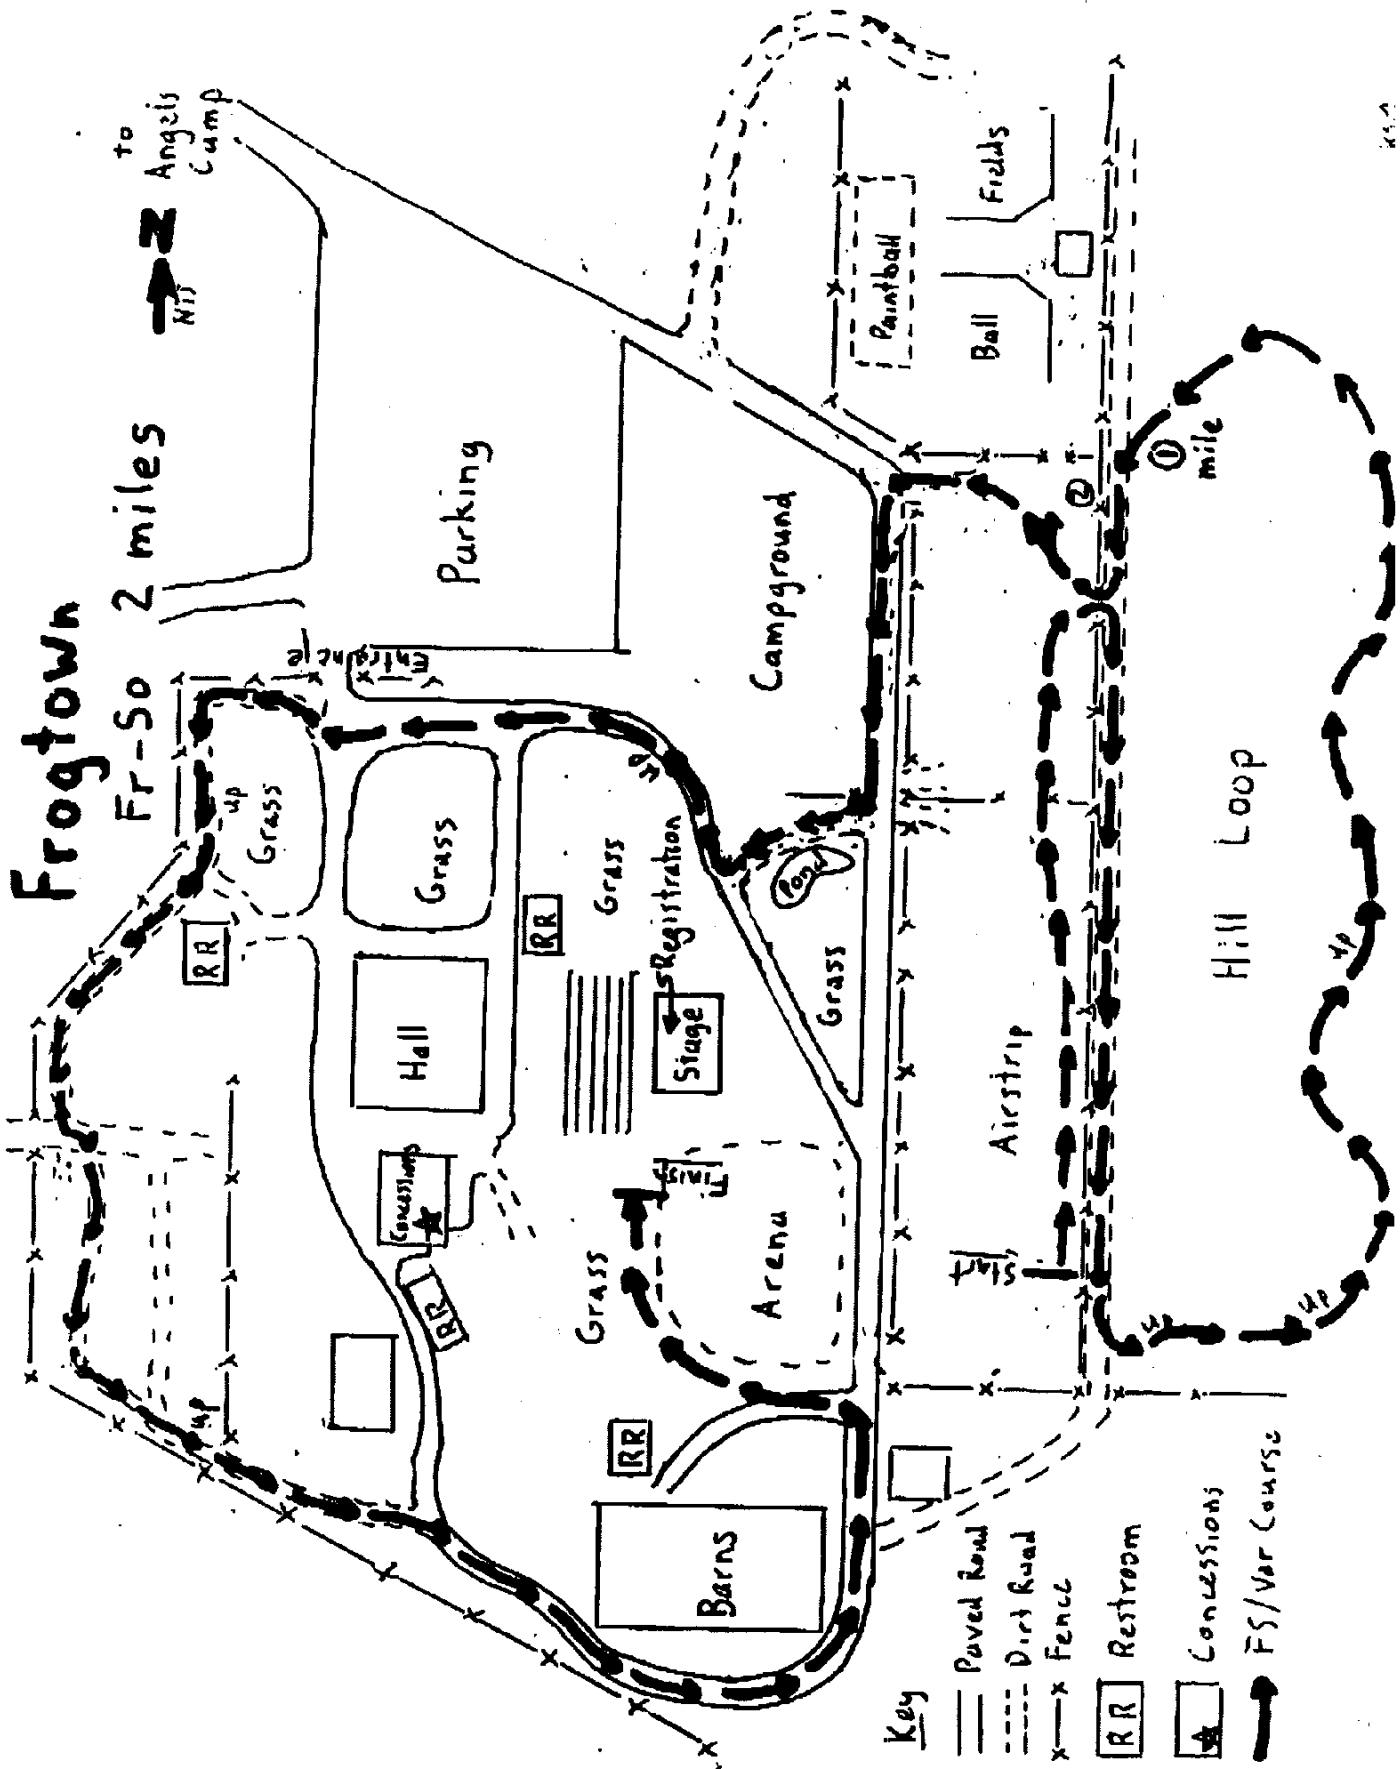 Frogtown
Fr-So 2 miles
N
to
Angels
Camp
Parking
Entrance
up
Grass
RR
Grass
Hall
RR
Grass
up
Registration
Stage
Campground
Pond
Grass
Paintball
Ball
Fields
Concessions
RR
Grass
Finish
Arena
Airstrip
Start
2
1
mile
Hill Loop
up
up
up
up
RR
Barns
Key
Paved Road
Dirt Road
x—x Fence
RR Restroom
Concessions
FS/Var Course